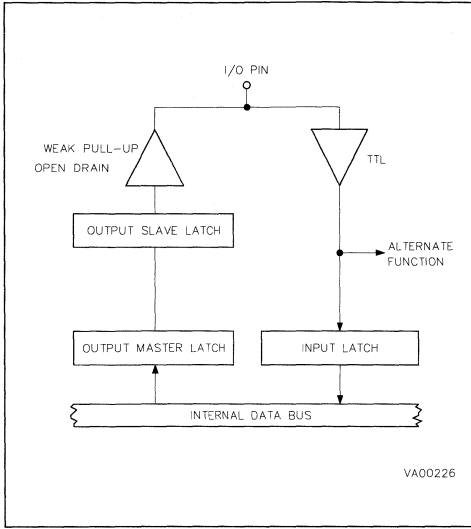 I/O PIN
WEAK PULL-UP
OPEN DRAIN
TTL
OUTPUT SLAVE LATCH
ALTERNATE
FUNCTION
OUTPUT MASTER LATCH
INPUT LATCH
INTERNAL DATA BUS
VA00226